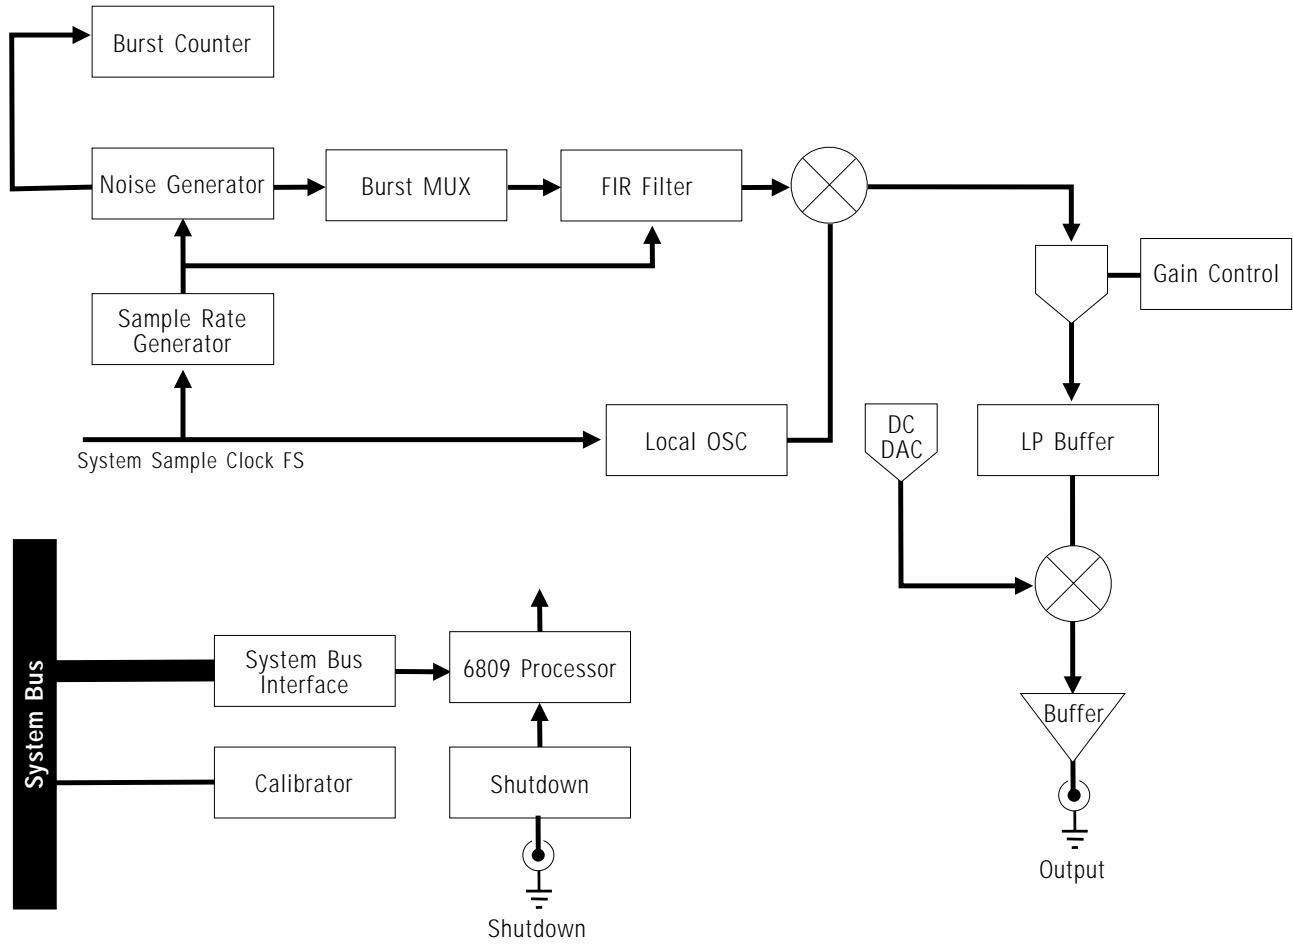 Burst Counter
Noise Generator
Burst MUX
FIR Filter
Gain Control
Sample Rate
Generator
Local OSC
DC
DAC
LP Buffer
System Sample Clock FS
System Bus
System Bus
Interface
6809 Processor
Buffer
Calibrator
Shutdown
Output
Shutdown